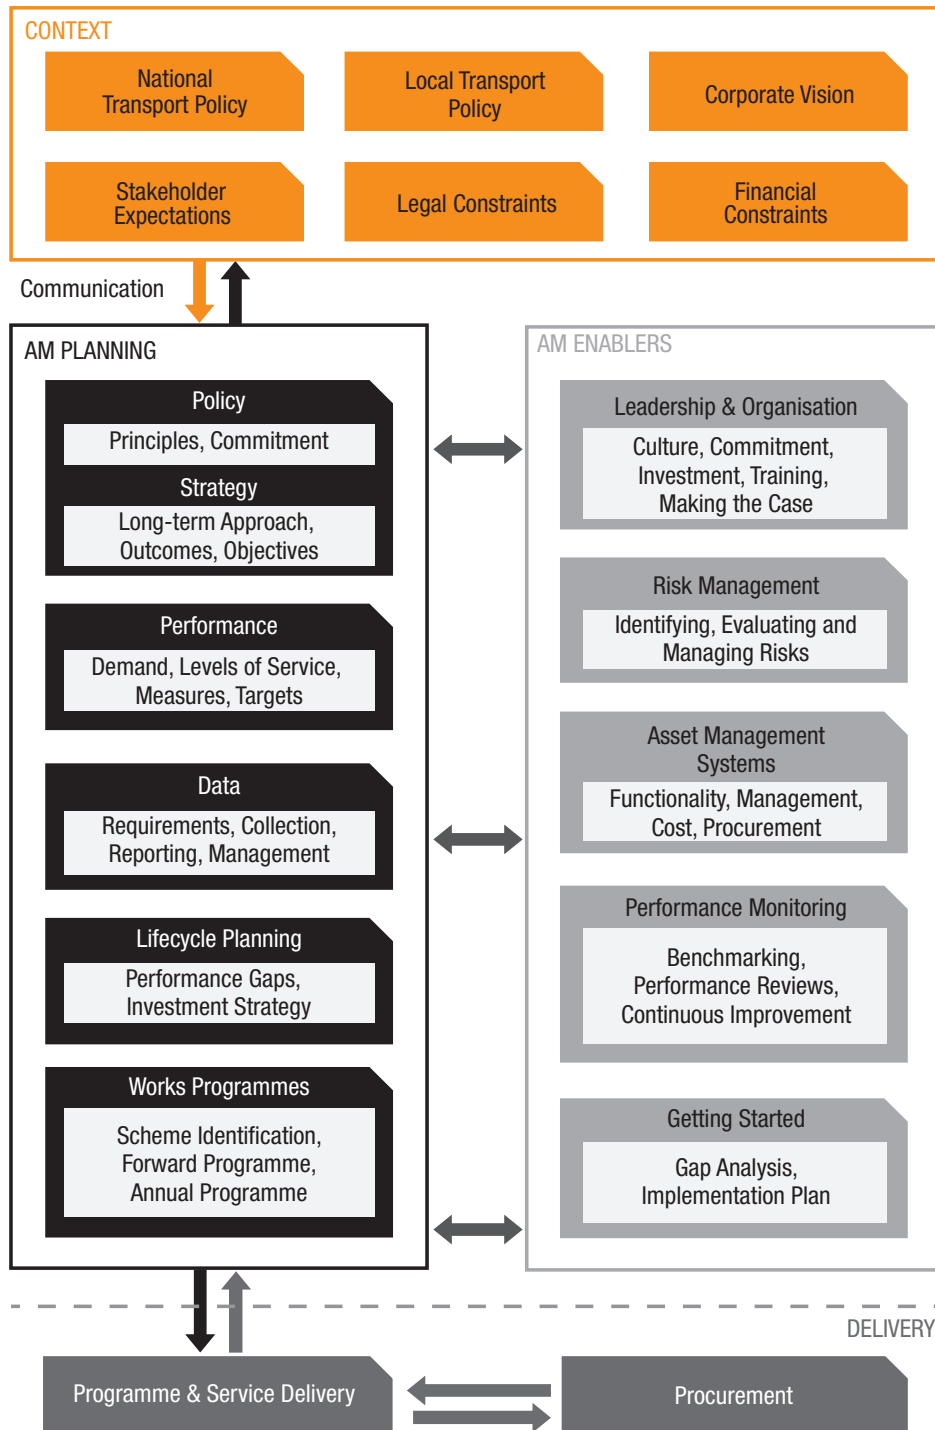 CONTEXT
National
Transport Policy
Local Transport
Policy
Corporate Vision
Stakeholder
Expectations
Legal Constraints
Financial
Constraints
Communication
AM PLANNING
Policy
Principles, Commitment
Strategy
Long-term Approach,
Outcomes, Objectives
Performance
Demand, Levels of Service,
Measures, Targets
Data
Requirements, Collection,
Reporting, Management
Lifecycle Planning
Performance Gaps,
Investment Strategy
Works Programmes
Scheme Identification,
Forward Programme,
Annual Programme
AM ENABLERS
Leadership & Organisation
Culture, Commitment,
Investment, Training,
Making the Case
Risk Management
Identifying, Evaluating and
Managing Risks
Asset Management
Systems
Functionality, Management,
Cost, Procurement
Performance Monitoring
Benchmarking,
Performance Reviews,
Continuous Improvement
Getting Started
Gap Analysis,
Implementation Plan
DELIVERY
Programme & Service Delivery
Procurement